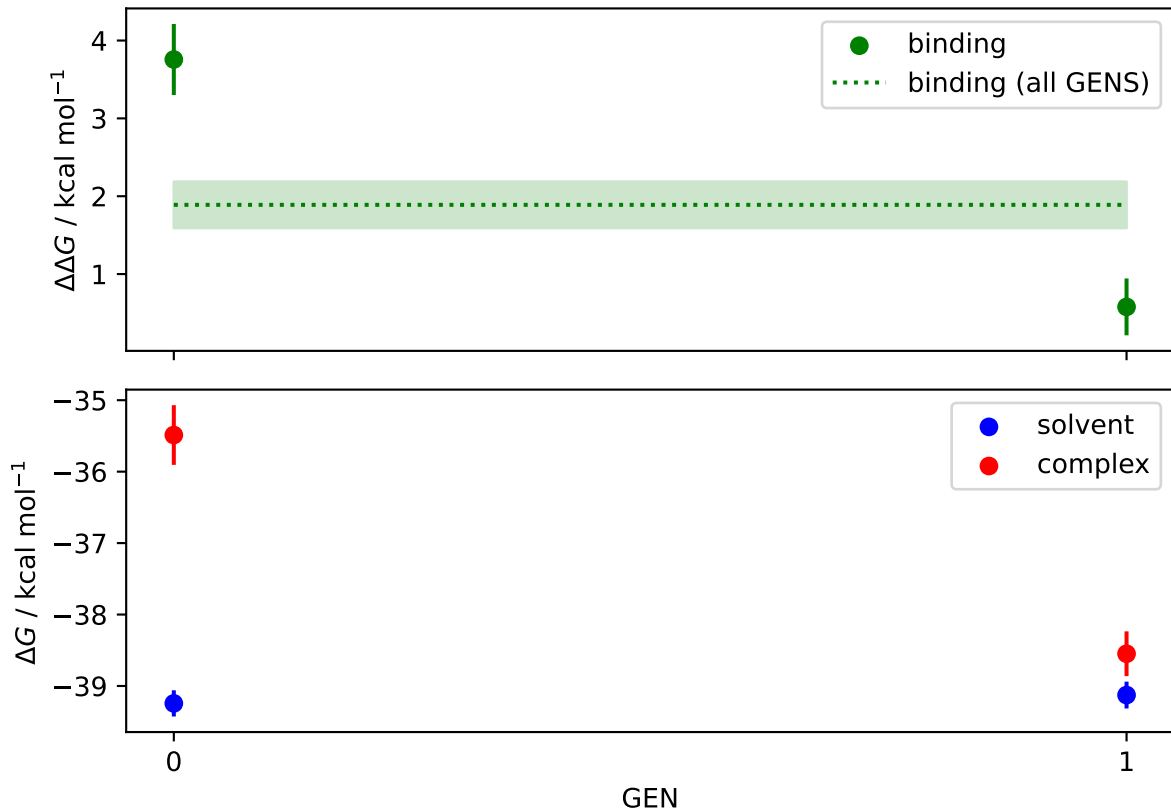 4
3
2
1
ΔΔG / kcal mol⁻¹
binding
binding (all GENS)
−35
−36
−37
−38
−39
ΔG / kcal mol⁻¹
solvent
complex
0
1
GEN